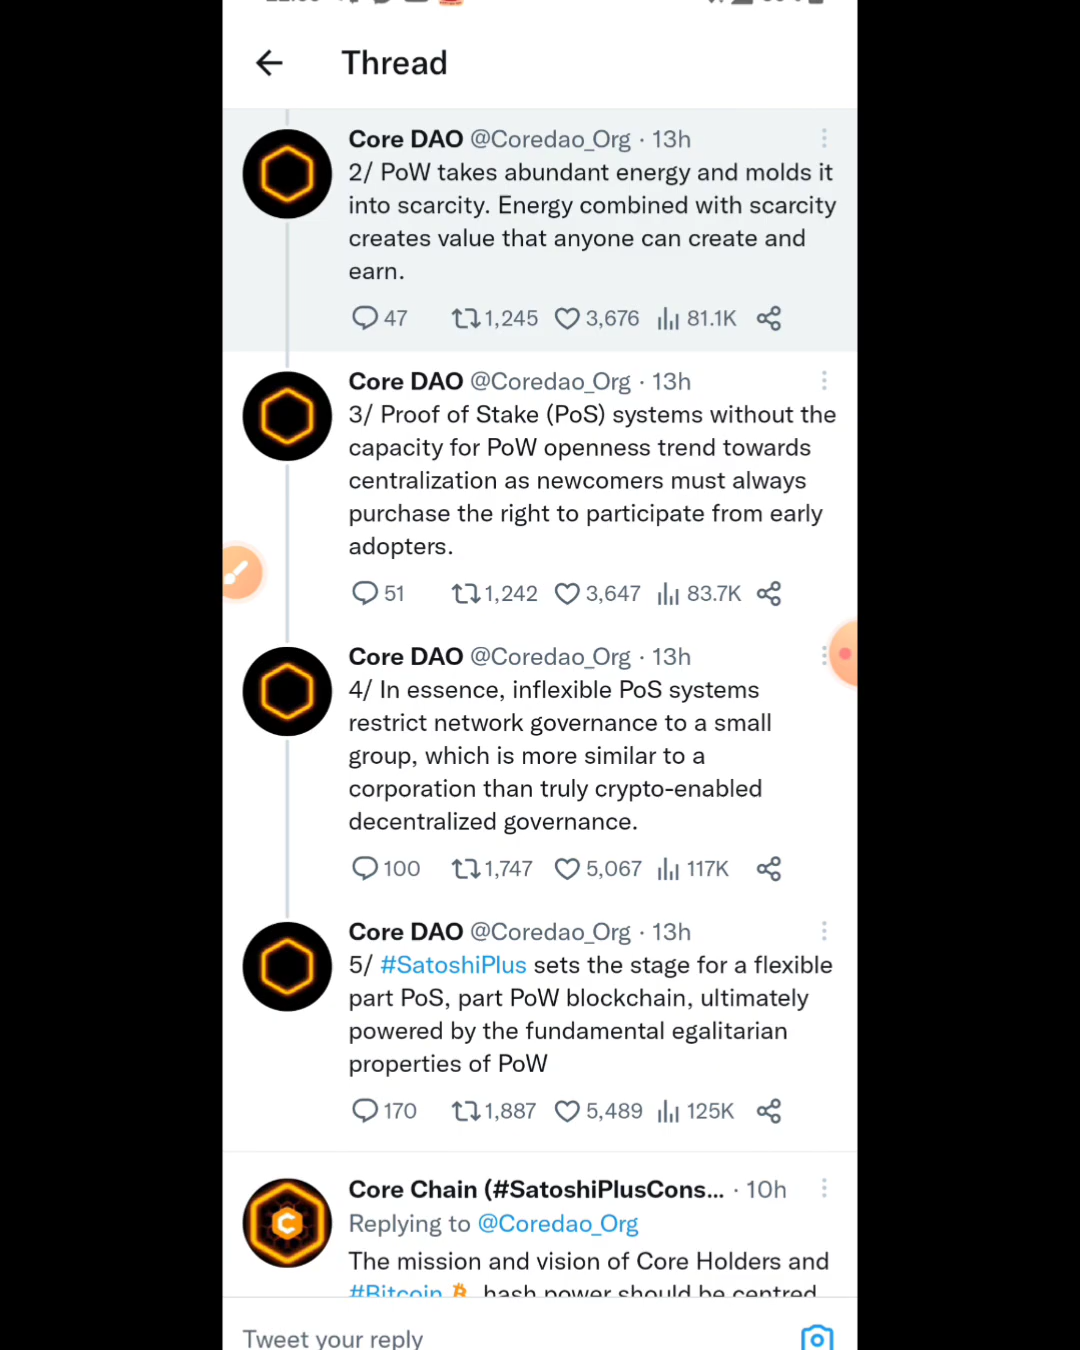 Thread
Core DAO @Coredao_Org · 13h
2/ PoW takes abundant energy and molds it
into scarcity. Energy combined with scarcity
creates value that anyone can create and
earn.
47 1,245 3,676 81.1K
Core DAO @Coredao_Org · 13h
3/ Proof of Stake (PoS) systems without the
capacity for PoW openness trend towards
centralization as newcomers must always
purchase the right to participate from early
adopters.
51 1,242 3,647 83.7K
Core DAO @Coredao_Org · 13h
4/ In essence, inflexible PoS systems
restrict network governance to a small
group, which is more similar to a
corporation than truly crypto-enabled
decentralized governance.
100 1,747 5,067 117K
Core DAO @Coredao_Org · 13h
5/ #SatoshiPlus sets the stage for a flexible
part PoS, part PoW blockchain, ultimately
powered by the fundamental egalitarian
properties of PoW
170 1,887 5,489 125K
Core Chain (#SatoshiPlusCons... · 10h
Replying to @Coredao_Org
The mission and vision of Core Holders and
#Bitcoin hash power should be centred
Tweet your reply